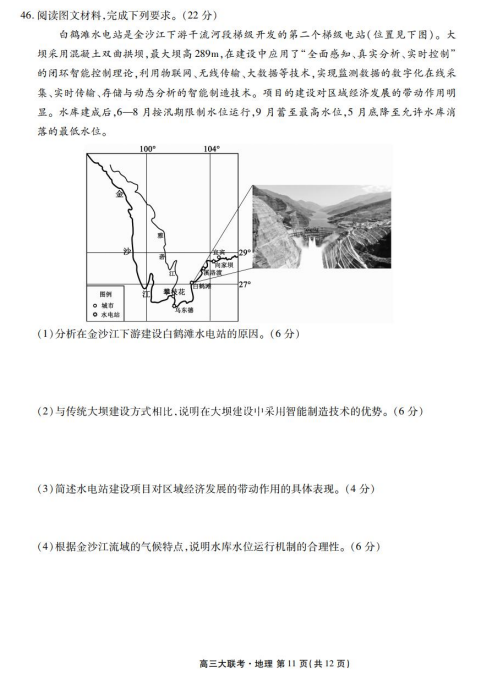 46.阅读图文材料,完成下列要求。(22 分)
白鹤滩水电站是金沙江下游干流河段梯级开发的第二个梯级电站(位置见下图)。大
坝采用混凝土双曲拱坝,最大坝高 289m,在建设中应用了“全面感知、真实分析、实时控制”
的闭环智能控制理论,利用物联网、无线传输、大数据等技术,实现监测数据的数字化在线采
集、实时传输、存储与动态分析的智能制造技术。项目的建设对区域经济发展的带动作用明
显。水库建成后,6—8 月按汛期限制水位运行,9 月蓄至最高水位,5 月底降至允许水库消
落的最低水位。
100° 104°
金
雅
沙 砻 宜宾 29°
向家坝
江 溪洛渡
江 攀枝花 白鹤滩 27°
图例
城市
水电站
乌东德
(1)分析在金沙江下游建设白鹤滩水电站的原因。(6 分)
(2)与传统大坝建设方式相比,说明在大坝建设中采用智能制造技术的优势。(6 分)
(3)简述水电站建设项目对区域经济发展的带动作用的具体表现。(4 分)
(4)根据金沙江流域的气候特点,说明水库水位运行机制的合理性。(6 分)
高三大联考·地理 第 11 页(共 12 页)